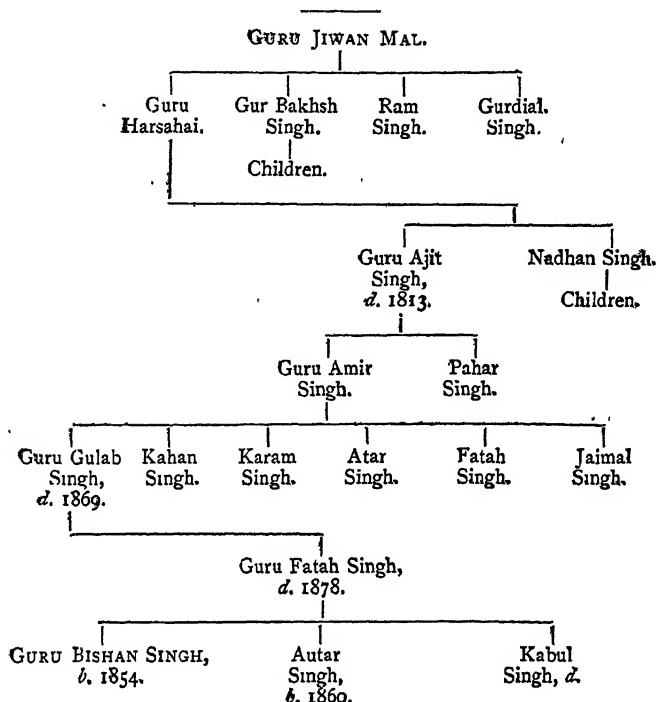 GURU JIWAN MAL.
Guru Gur Bakhsh Ram Gurdial.
Harsahai. Singh. Singh. Singh.
Children.
Guru Ajit Nadhan Singh.
Singh,
d. 1813. Children.
Guru Amir Pahar
Singh. Singh.
Guru Gulab Kahan Karam Atar Fatah Jaimal
Singh, Singh. Singh. Singh. Singh. Singh.
d. 1869.
Guru Fatah Singh,
d. 1878.
GURU BISHAN SINGH, Autar Kabul
b. 1854. Singh, Singh, d.
b. 1860.